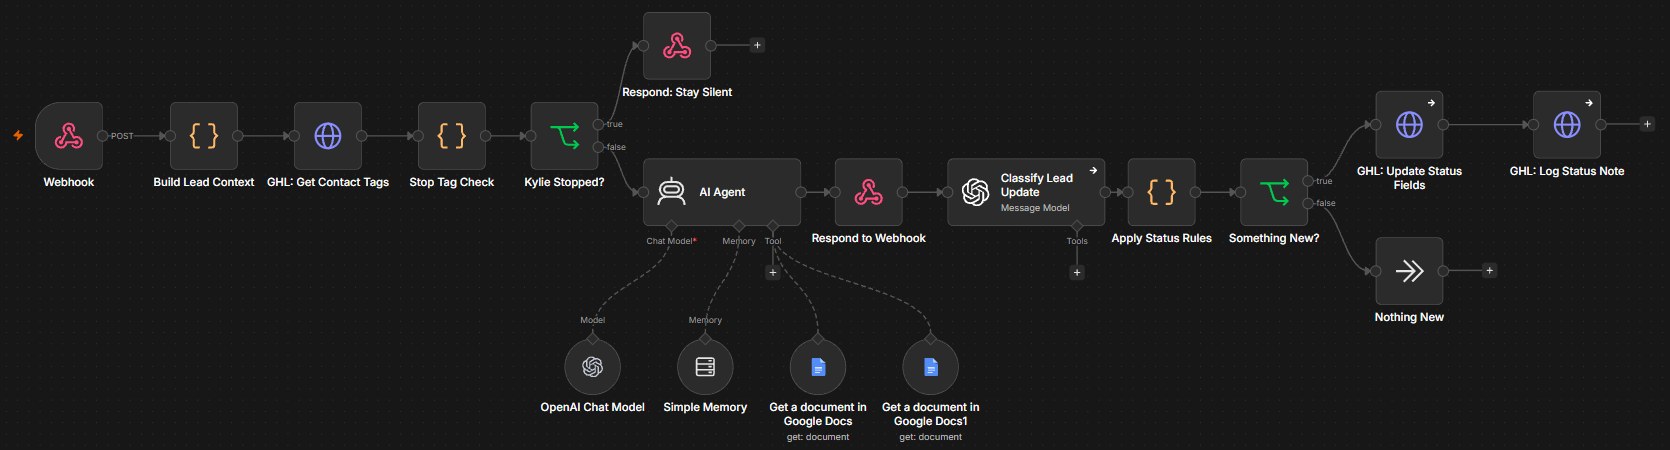 Respond: Stay Silent
Webhook
POST
Build Lead Context
GHL: Get Contact Tags
Stop Tag Check
Kylie Stopped?
true
false
AI Agent
Chat Model*
Memory
Tool
Respond to Webhook
Classify Lead
Update
Message Model
Tools
Apply Status Rules
Something New?
true
false
GHL: Update Status
Fields
GHL: Log Status Note
Nothing New
Model
Memory
OpenAI Chat Model
Simple Memory
Get a document in
Google Docs
get: document
Get a document in
Google Docs1
get: document